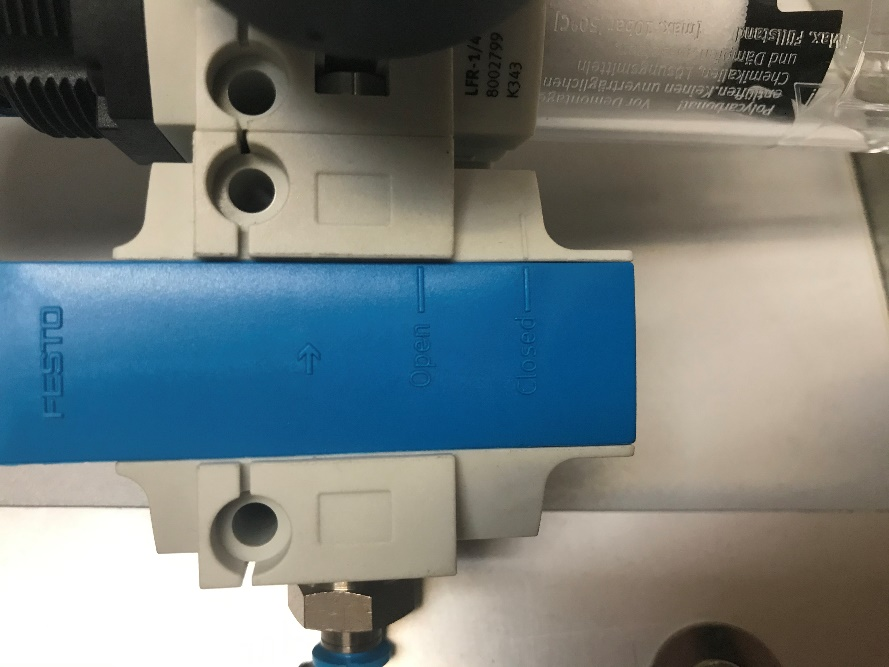 LFR-1/4
8002799
K343
Polycarbonat!
Vor Demontage
entlüften. Keinen unverträglichen
Chemikalien, Lösungsmitteln
und Dämpfen
Max. Füllstand
FESTO
→
Open
Closed